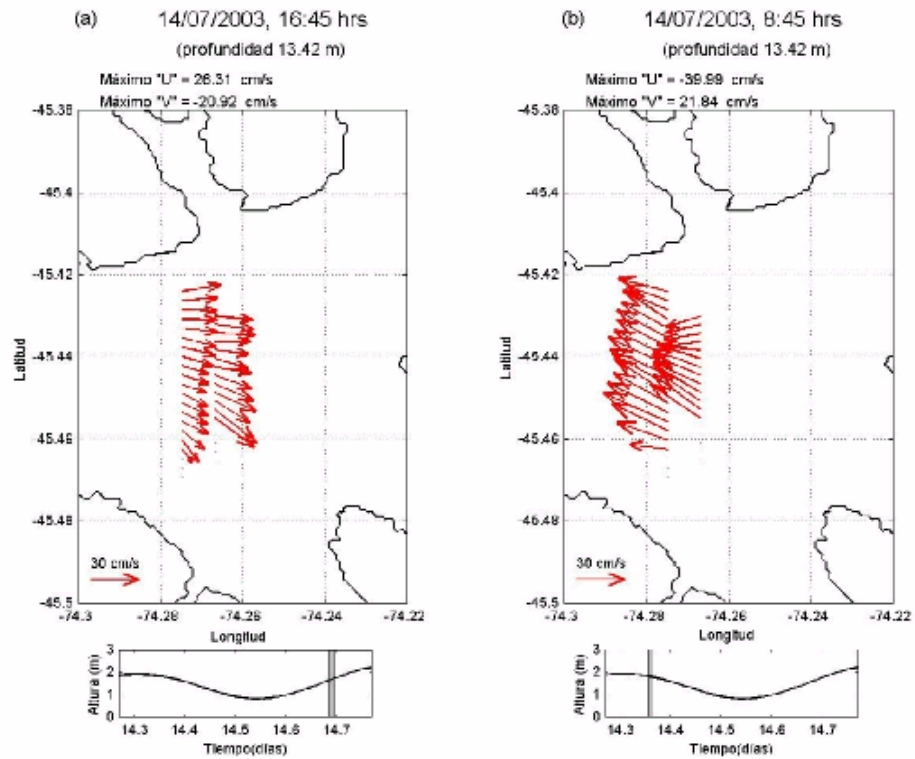 (a) 14/07/2003, 16:45 hrs
(profundidad 13.42 m)
Máximo "U" = 26.31 cm/s
Máximo "V" = -20.92 cm/s
-45.38
-45.4
-45.42
-45.44
-45.46
-45.48
-45.5
Latitud
30 cm/s
-74.3 -74.28 -74.26 -74.24 -74.22
Longitud
3
2
1
0
Altura (m)
14.3 14.4 14.5 14.6 14.7
Tiempo(días)
(b) 14/07/2003, 8:45 hrs
(profundidad 13.42 m)
Máximo "U" = -39.99 cm/s
Máximo "V" = 21.84 cm/s
-45.38
-45.4
-45.42
-45.44
-45.46
-45.48
-45.5
Latitud
30 cm/s
-74.3 -74.28 -74.26 -74.24 -74.22
Longitud
3
2
1
0
Altura (m)
14.3 14.4 14.5 14.6 14.7
Tiempo(días)